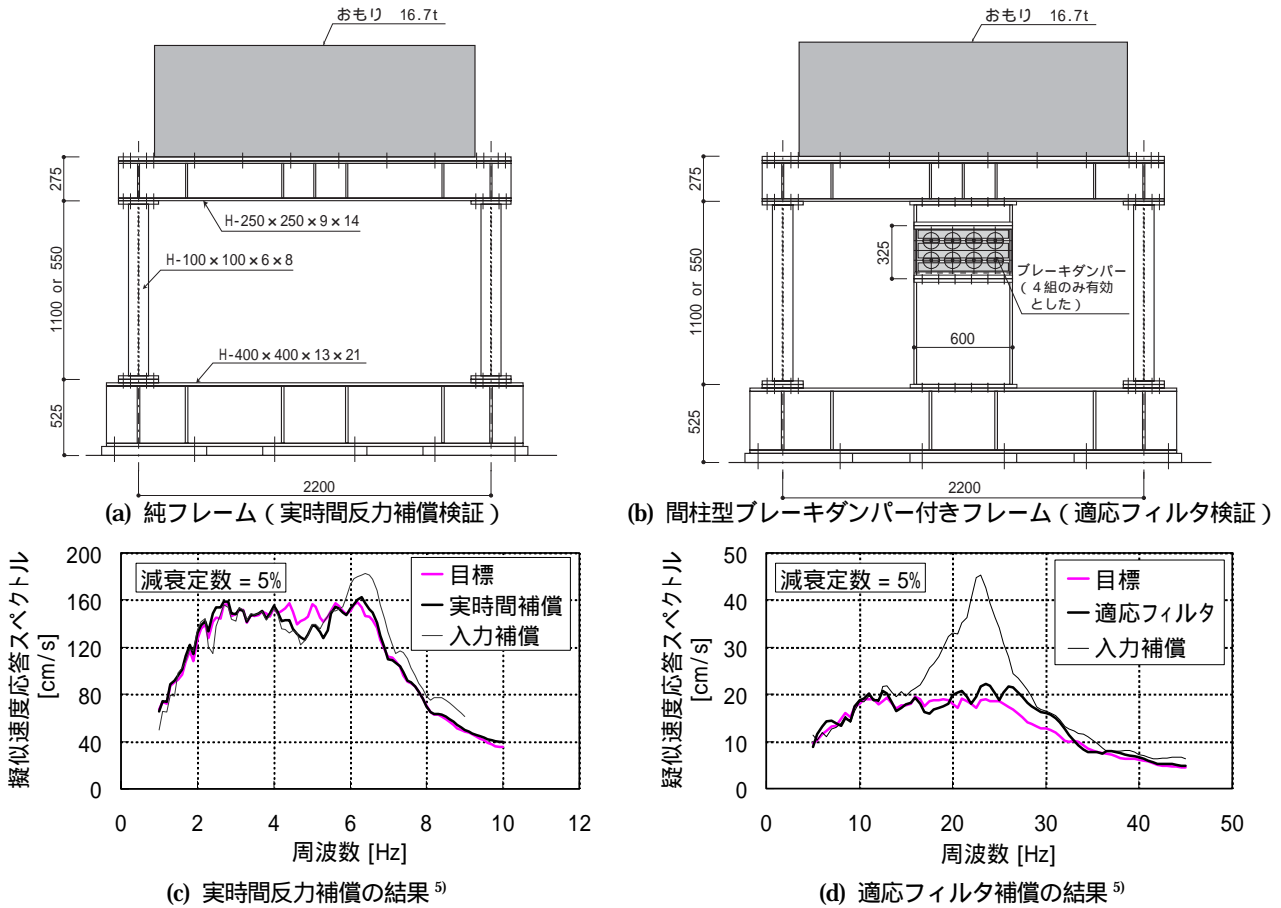 おもり 16.7t
275
1100 or 550
525
H-250×250×9×14
H-100×100×6×8
H-400×400×13×21
2200
(a) 純フレーム（実時間反力補償検証）
おもり 16.7t
275
1100 or 550
525
325
ブレーキダンパー
（４組のみ有効
とした）
600
2200
(b) 間柱型ブレーキダンパー付きフレーム（適応フィルタ検証）
擬似速度応答スペクトル
[cm/s]
200
160
120
80
40
0
減衰定数 = 5%
目標
実時間補償
入力補償
0 2 4 6 8 10 12
周波数 [Hz]
(c) 実時間反力補償の結果 5)
疑似速度応答スペクトル
[cm/s]
50
40
30
20
10
0
減衰定数 = 5%
目標
適応フィルタ
入力補償
0 10 20 30 40 50
周波数 [Hz]
(d) 適応フィルタ補償の結果 5)